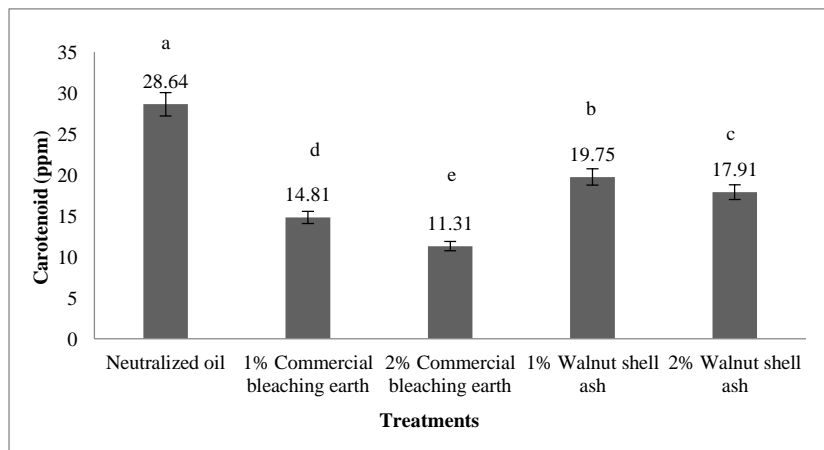 a
35
28.64
30
b
25
d
c
19.75
17.91
20
e
14.81
15
11.31
10
5
0
Carotenoid (ppm)
Neutralized oil
1% Commercial
bleaching earth
2% Commercial
bleaching earth
1% Walnut shell
ash
2% Walnut shell
ash
Treatments